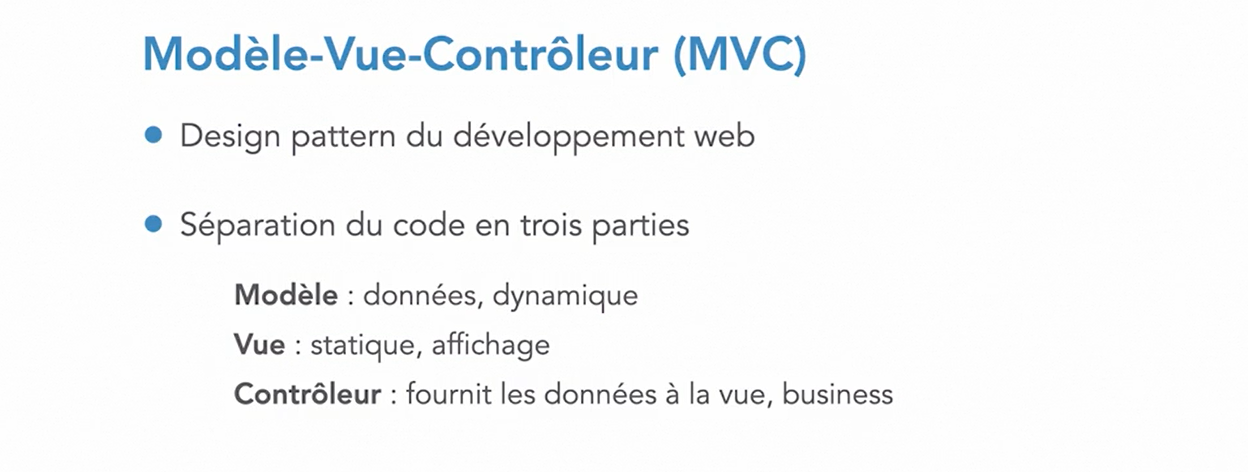 Modèle-Vue-Contrôleur (MVC)
● Design pattern du développement web
● Séparation du code en trois parties
Modèle : données, dynamique
Vue : statique, affichage
Contrôleur : fournit les données à la vue, business